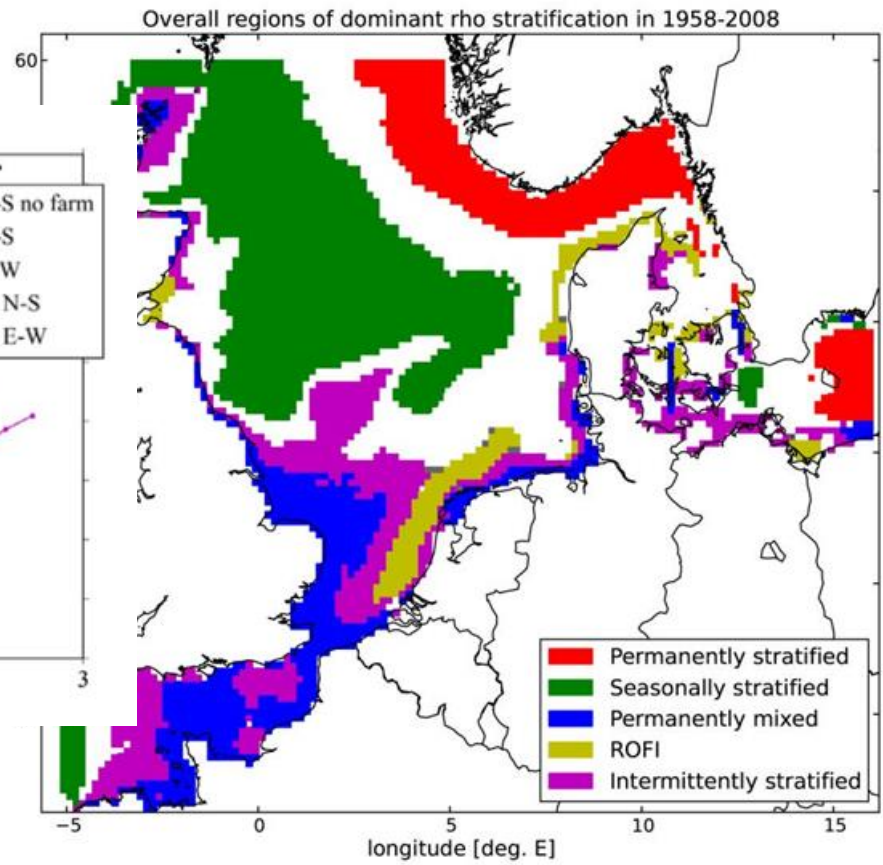 Overall regions of dominant rho stratification in 1958-2008
60
-S no farm
-S
W
N-S
E-W
3
Permanently stratified
Seasonally stratified
Permanently mixed
ROFI
Intermittently stratified
−5
0
5
10
15
longitude [deg. E]